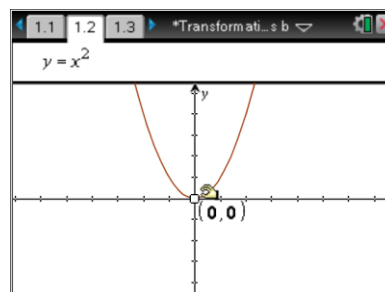 1.1 1.2 1.3 *Transformati...s b
y = x²
y
(0,0)